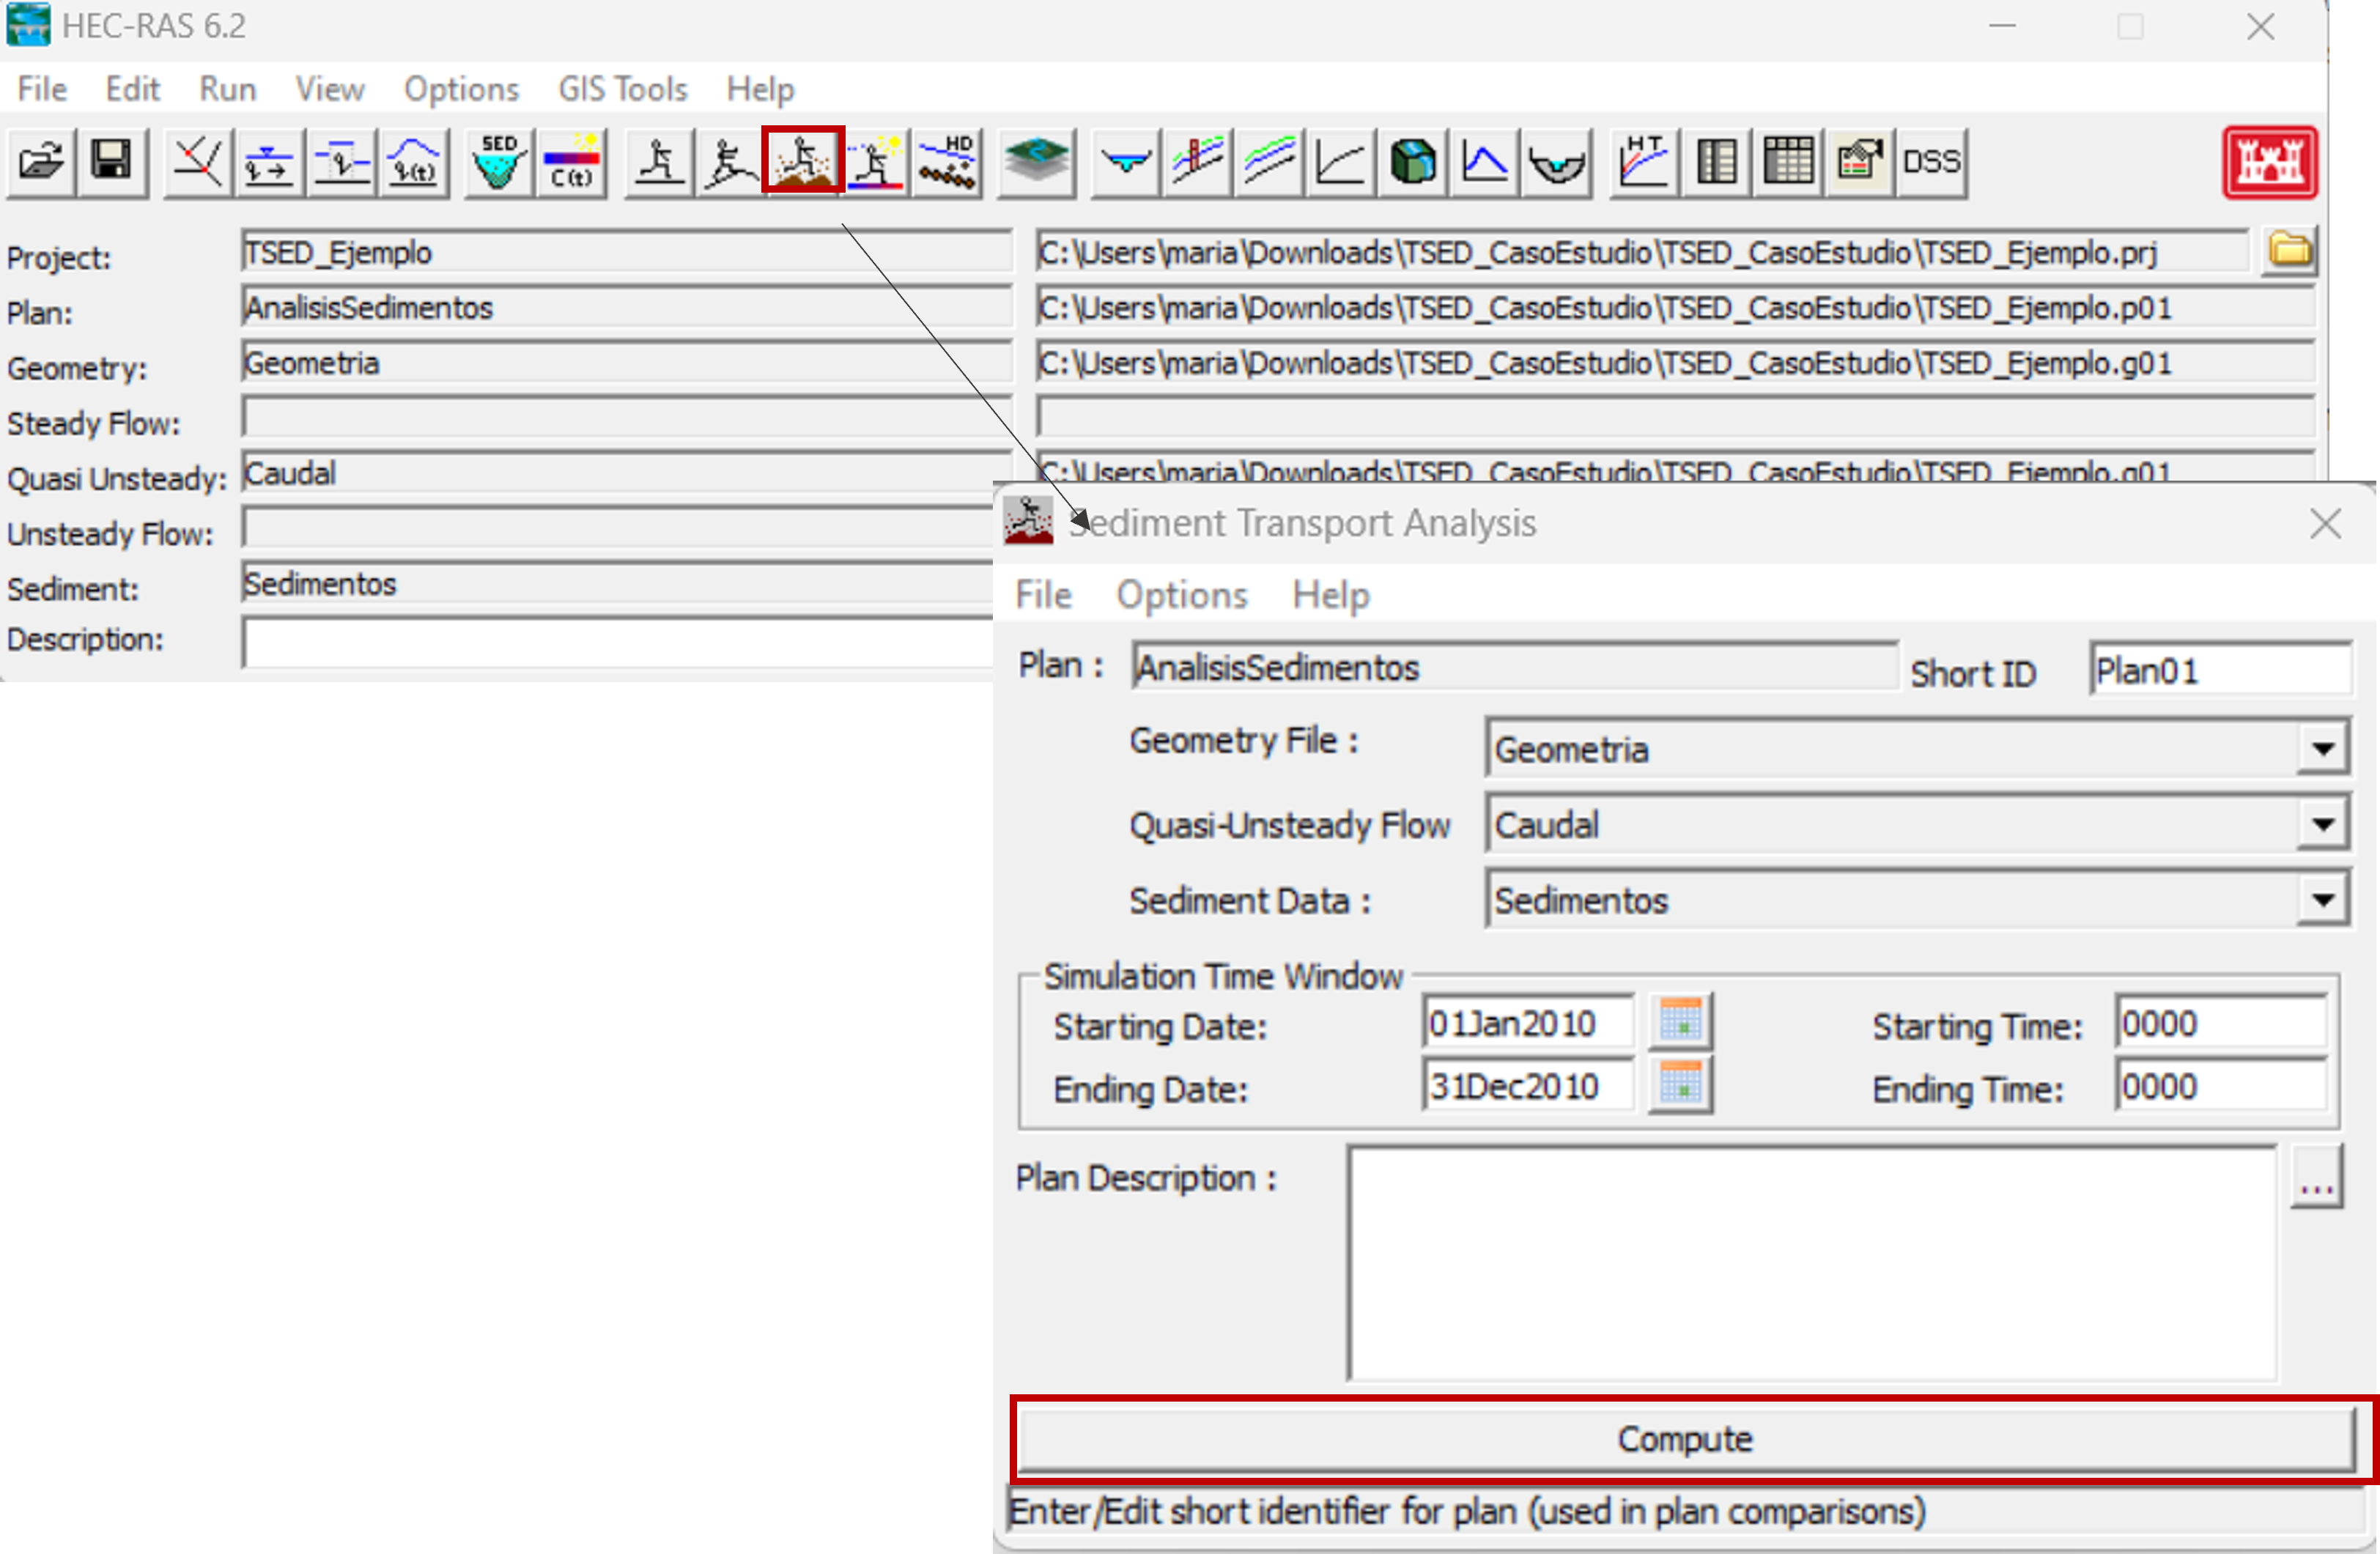 HEC-RAS 6.2
File Edit Run View Options GIS Tools Help
SED C(t) HD HT DSS
Project: TSED_Ejemplo C:\Users\maria\Downloads\TSED_CasoEstudio\TSED_CasoEstudio\TSED_Ejemplo.prj
Plan: AnalisisSedimentos C:\Users\maria\Downloads\TSED_CasoEstudio\TSED_CasoEstudio\TSED_Ejemplo.p01
Geometry: Geometria C:\Users\maria\Downloads\TSED_CasoEstudio\TSED_CasoEstudio\TSED_Ejemplo.g01
Steady Flow:
Quasi Unsteady: Caudal C:\Users\maria\Downloads\TSED_CasoEstudio\TSED_CasoEstudio\TSED_Ejemplo.q01
Unsteady Flow:
Sediment: Sedimentos
Description:
Sediment Transport Analysis
File Options Help
Plan : AnalisisSedimentos Short ID Plan01
Geometry File : Geometria
Quasi-Unsteady Flow Caudal
Sediment Data : Sedimentos
Simulation Time Window
Starting Date: 01Jan2010 Starting Time: 0000
Ending Date: 31Dec2010 Ending Time: 0000
Plan Description : ...
Compute
Enter/Edit short identifier for plan (used in plan comparisons)